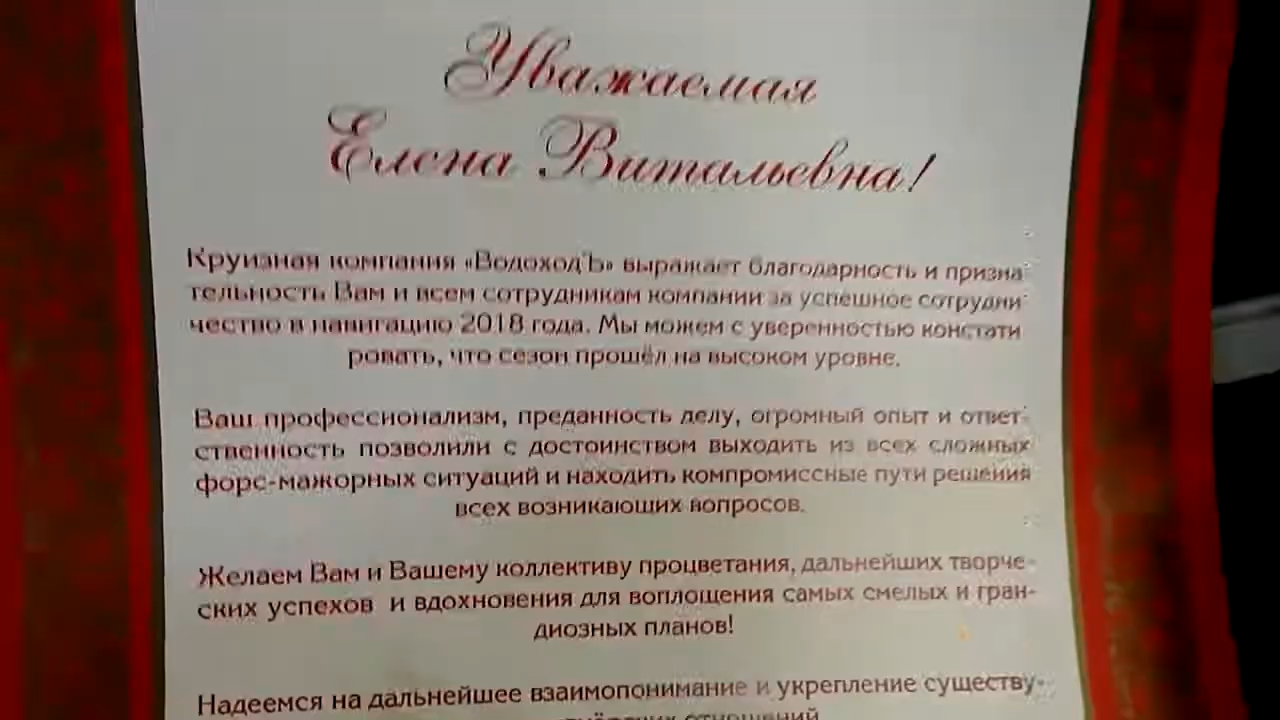 Уважаемая
Елена Витальевна!
Круизная компания «ВодоходЪ» выражает благодарность и призна-
тельность Вам и всем сотрудникам компании за успешное сотрудни-
чество в навигацию 2018 года. Мы можем с уверенностью констати-
ровать, что сезон прошёл на высоком уровне.
Ваш профессионализм, преданность делу, огромный опыт и ответ-
ственность позволили с достоинством выходить из всех сложных
форс-мажорных ситуаций и находить компромиссные пути решения
всех возникающих вопросов.
Желаем Вам и Вашему коллективу процветания, дальнейших творче-
ских успехов и вдохновения для воплощения самых смелых и гран-
диозных планов!
Надеемся на дальнейшее взаимопонимание и укрепление существу-
отношений